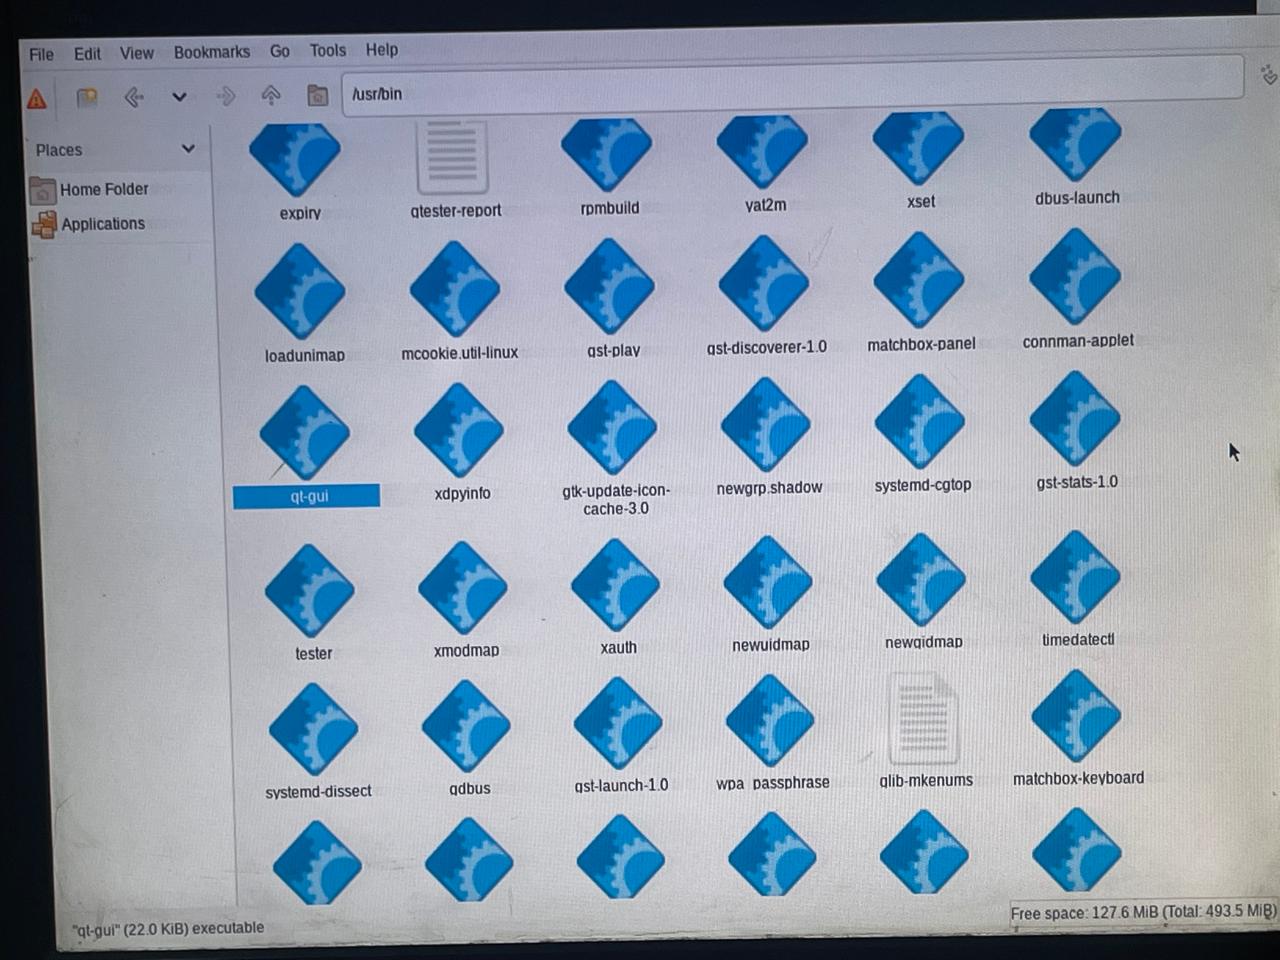 File Edit View Bookmarks Go Tools Help
/usr/bin
Places
Home Folder
Applications
expiry gtester-report rpmbuild yat2m xset dbus-launch
loadunimap mcookie.util-linux gst-play gst-discoverer-1.0 matchbox-panel connman-applet
qt-gui xdpyinfo gtk-update-icon- newgrp.shadow systemd-cgtop gst-stats-1.0
cache-3.0
tester xmodmap xauth newuidmap newgidmap timedatectl
systemd-dissect qdbus gst-launch-1.0 wpa_passphrase glib-mkenums matchbox-keyboard
"qt-gui" (22.0 KiB) executable
Free space: 127.6 MiB (Total: 493.5 MiB)